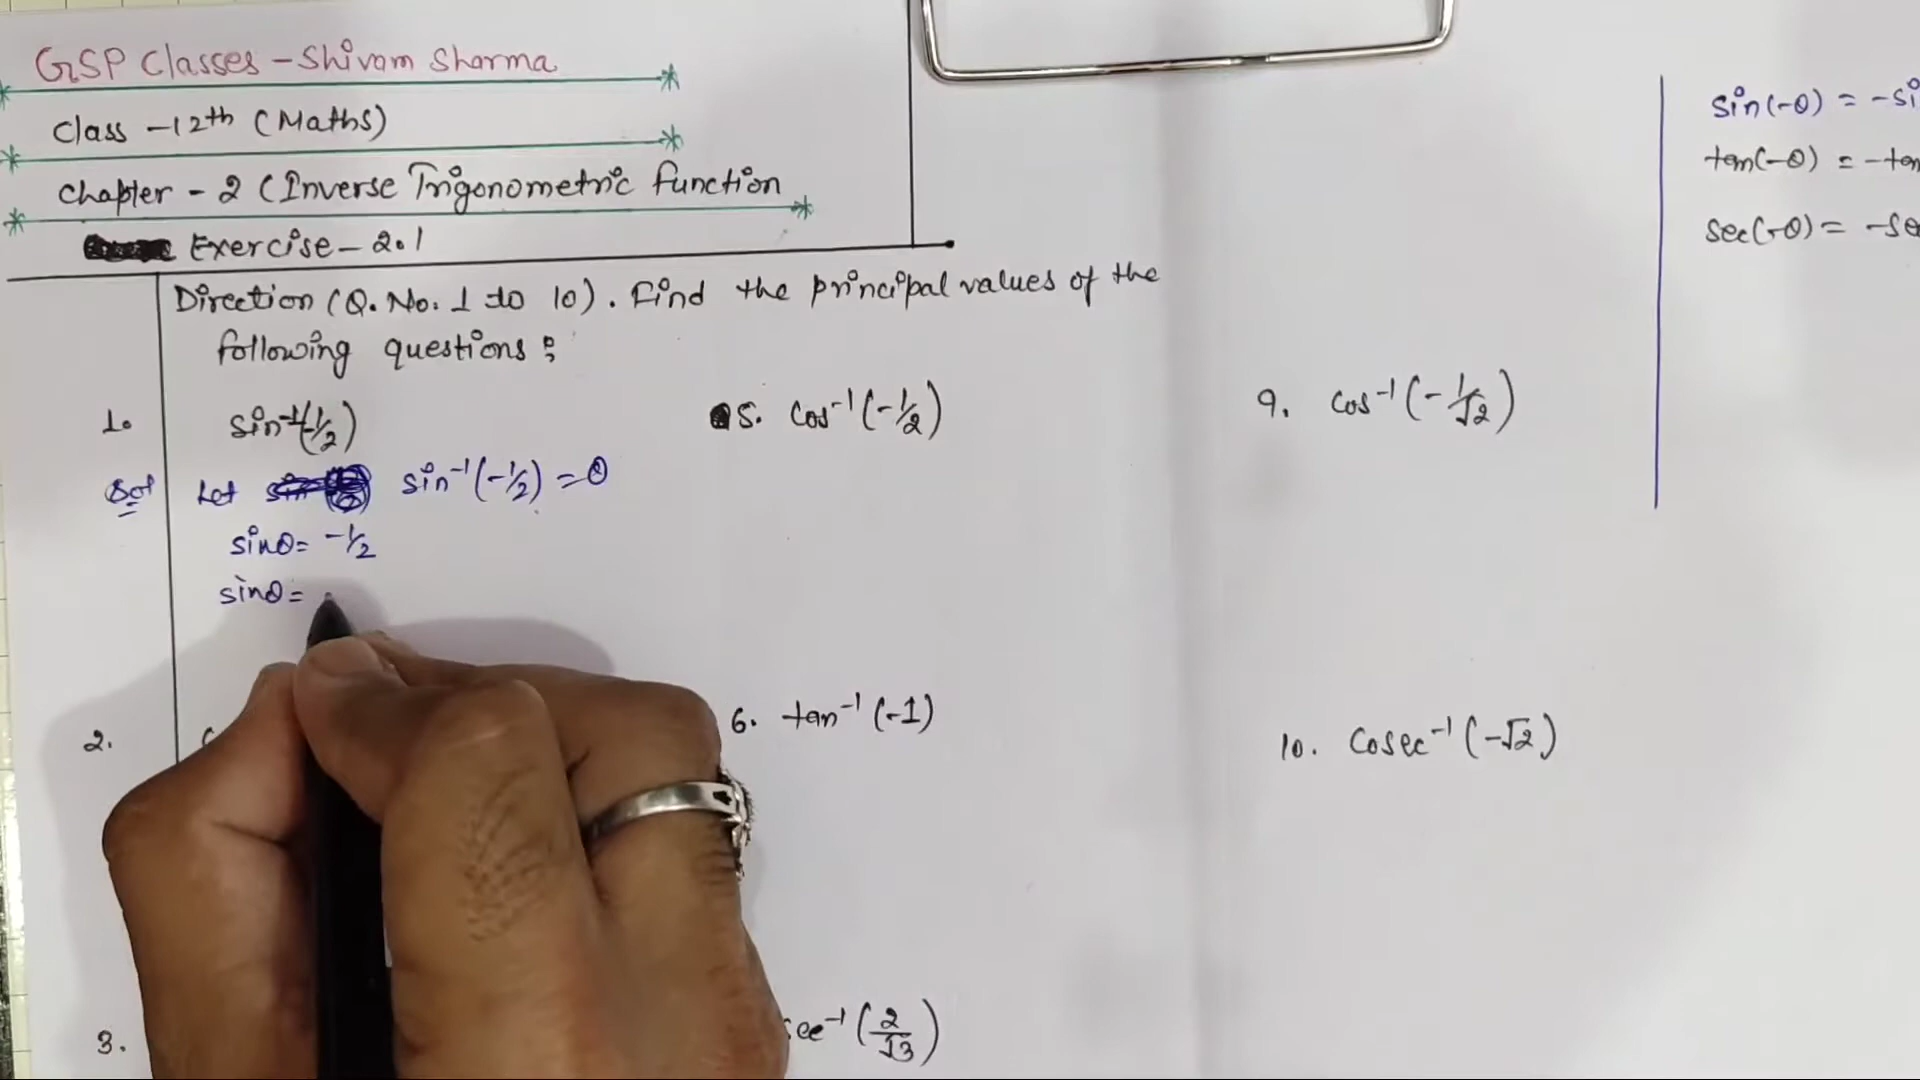 GSP Classes - Shivam Sharma
Class - 12th (Maths)
Chapter - 2 (Inverse Trigonometric function
Exercise - 2.1
Direction (Q. No. 1 to 10). Find the principal values of the
following questions :
1. sin⁻¹(-1/2)
Sol Let sin⁻¹(-1/2) = θ
sinθ = -1/2
sinθ =
2.
3.
5. cos⁻¹(-1/2)
6. tan⁻¹(-1)
sec⁻¹(2/√3)
9. cos⁻¹(-1/√2)
10. Cosec⁻¹(-√2)
sin(-θ) = -si
tan(-θ) = -tan
sec(-θ) = -se